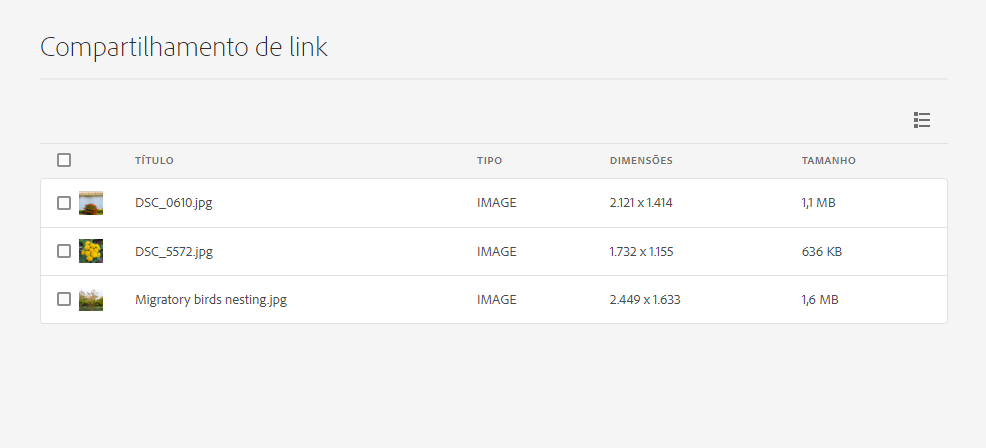 Compartilhamento de link
TÍTULO TIPO DIMENSÕES TAMANHO
DSC_0610.jpg IMAGE 2.121 x 1.414 1,1 MB
DSC_5572.jpg IMAGE 1.732 x 1.155 636 KB
Migratory birds nesting.jpg IMAGE 2.449 x 1.633 1,6 MB